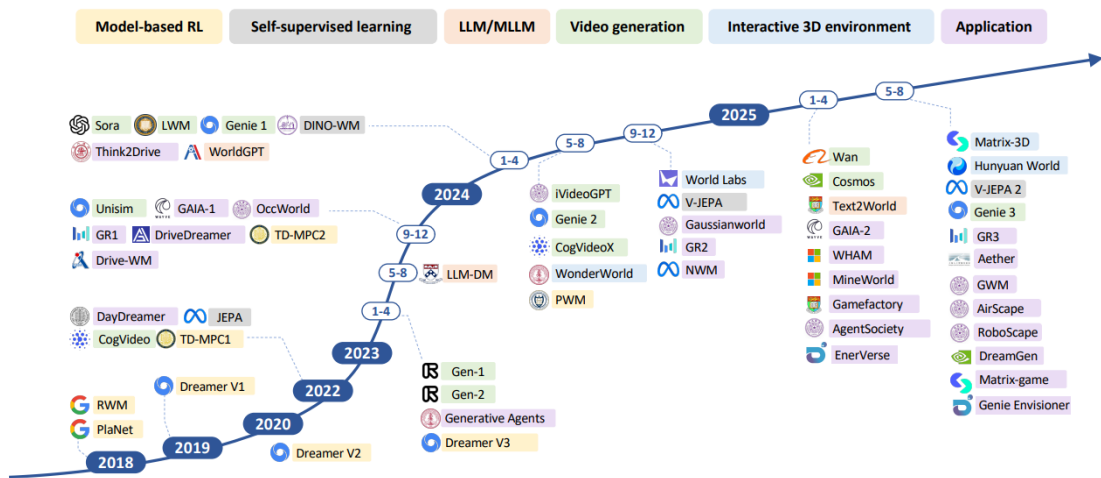 Model-based RL
Self-supervised learning
LLM/MLLM
Video generation
Interactive 3D environment
Application
Sora
LWM
Genie 1
DINO-WM
Think2Drive
WorldGPT
1-4
5-8
9-12
2025
1-4
5-8
2024
Unisim
GAIA-1
OccWorld
GR1
DriveDreamer
TD-MPC2
Drive-WM
9-12
5-8
LLM-DM
1-4
DayDreamer
JEPA
CogVideo
TD-MPC1
2023
2022
Dreamer V1
RWM
PlaNet
2020
2019
2018
Dreamer V2
Gen-1
Gen-2
Generative Agents
Dreamer V3
iVideoGPT
Genie 2
CogVideoX
WonderWorld
PWM
World Labs
V-JEPA
Gaussianworld
GR2
NWM
Wan
Cosmos
Text2World
GAIA-2
WHAM
MineWorld
Gamefactory
AgentSociety
EnerVerse
Matrix-3D
Hunyuan World
V-JEPA 2
Genie 3
GR3
Aether
GWM
AirScape
RoboScape
DreamGen
Matrix-game
Genie Envisioner